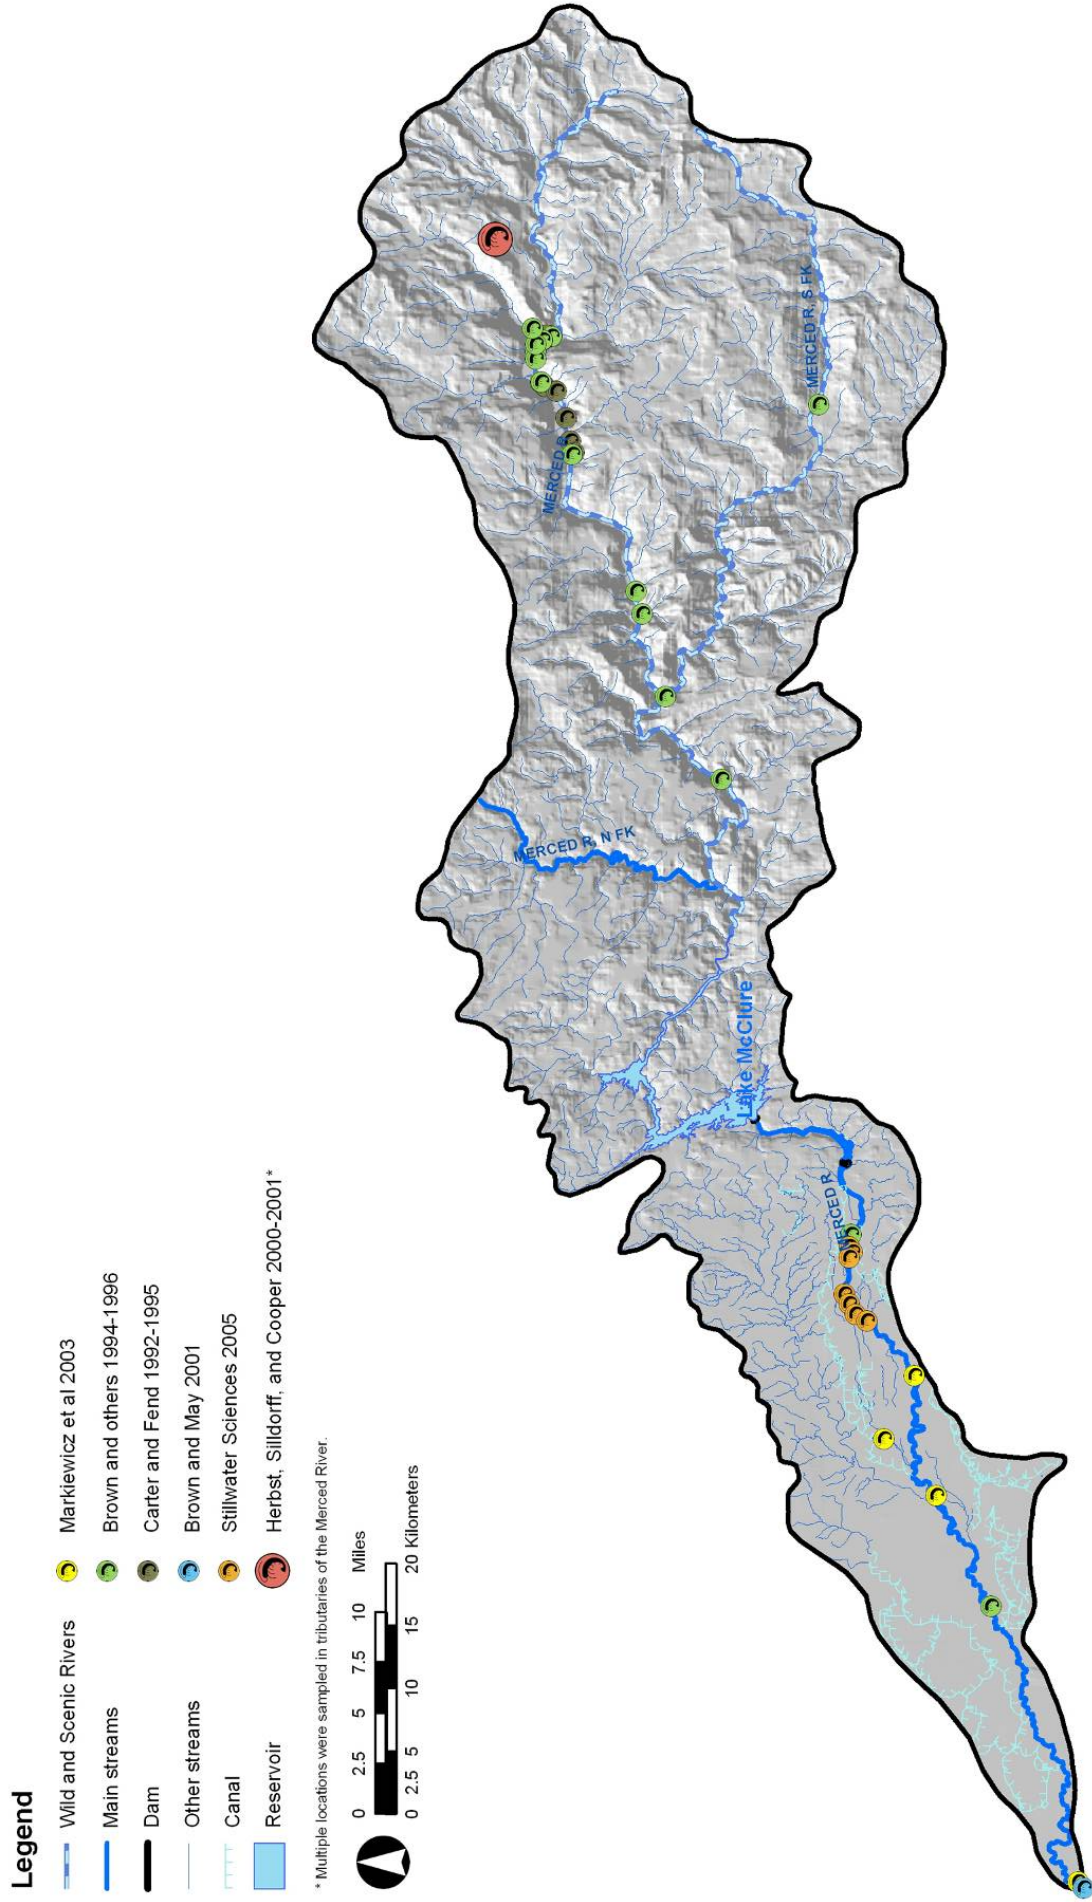 Legend
Wild and Scenic Rivers
Main streams
Dam
Other streams
Canal
Reservoir
Markiewicz et al 2003
Brown and others 1994-1996
Carter and Fend 1992-1995
Brown and May 2001
Stillwater Sciences 2005
Herbst, Silldorff, and Cooper 2000-2001*
* Multiple locations were sampled in tributaries of the Merced River.
0 2.5 5 7.5 10 Miles
0 2.5 5 10 15 20 Kilometers
MERCED R
MERCED R, S FK
MERCED R, N FK
Lake McClure
MERCED R